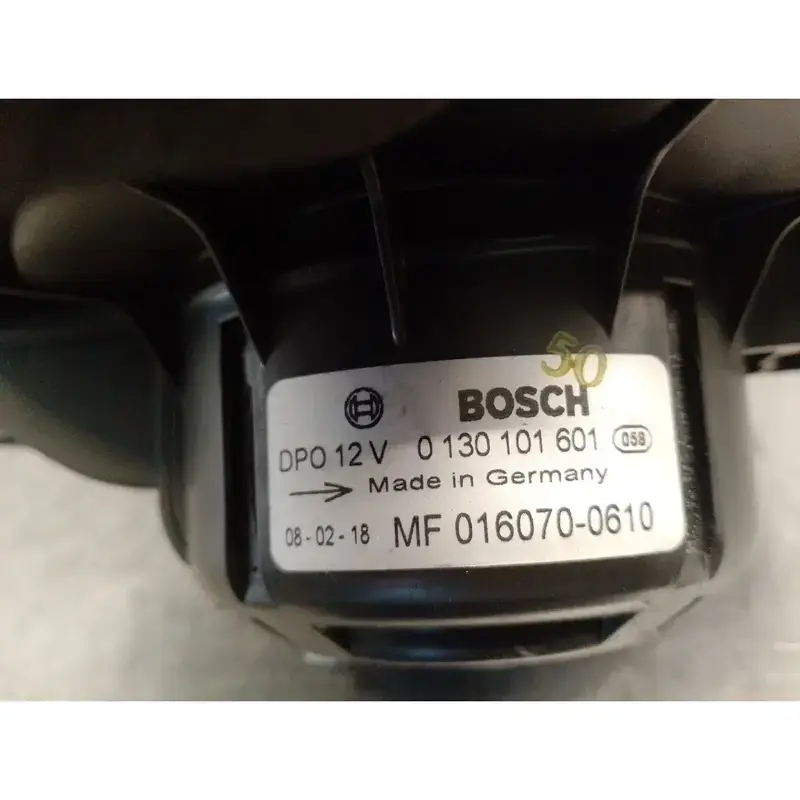 50
BOSCH
DPO 12 V 0 130 101 601 058
Made in Germany
08-02-18 MF 016070-0610